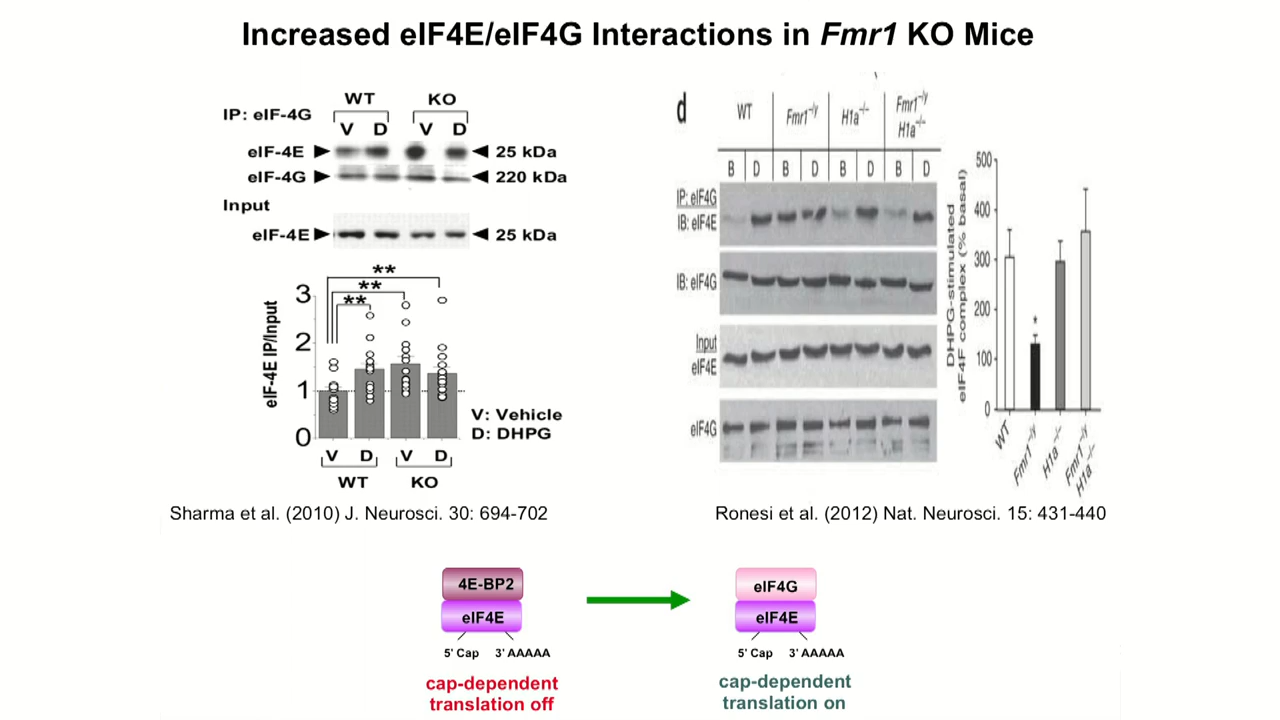 Increased eIF4E/eIF4G Interactions in Fmr1 KO Mice
WT KO
IP: eIF-4G
V D V D
eIF-4E 25 kDa
eIF-4G 220 kDa
Input
eIF-4E 25 kDa
eIF-4E IP/Input
3
2
1
0
** 
**
**
V D V D
WT KO
V: Vehicle
D: DHPG
Sharma et al. (2010) J. Neurosci. 30: 694-702
d
WT Fmr1⁻/y H1a⁻/⁻ Fmr1⁻/y
H1a⁻/⁻
B D B D B D B D
IP: eIF4G
IB: eIF4E
IB: eIF4G
Input
eIF4E
eIF4G
DHPG-stimulated
eIF4F complex (% basal)
500
400
300
200
100
0
*
WT Fmr1⁻/y H1a⁻/⁻ Fmr1⁻/y
H1a⁻/⁻
Ronesi et al. (2012) Nat. Neurosci. 15: 431-440
4E-BP2
eIF4E
5' Cap 3' AAAAA
cap-dependent
translation off
eIF4G
eIF4E
5' Cap 3' AAAAA
cap-dependent
translation on